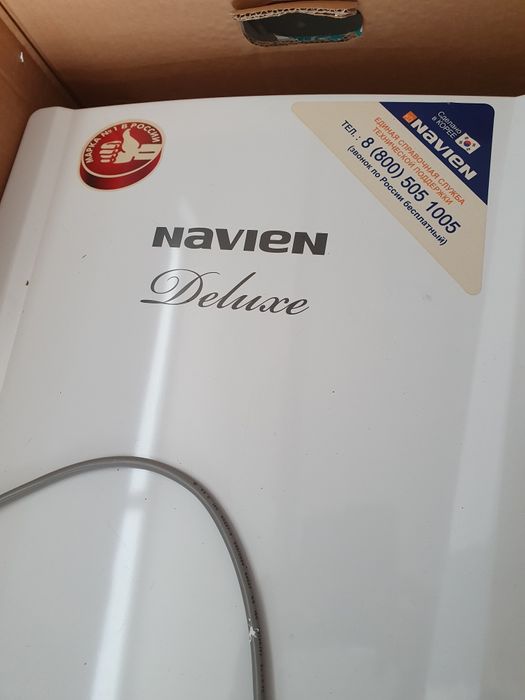 МАРКА №1 В РОССИИ
Сделано
в КОРЕЕ
NAVIEN
ЕДИНАЯ СПРАВОЧНАЯ СЛУЖБА
ТЕХНИЧЕСКОЙ ПОДДЕРЖКИ
ТЕЛ.: 8 (800) 505 1005
(звонок по России бесплатный)
NAVIEN
Deluxe